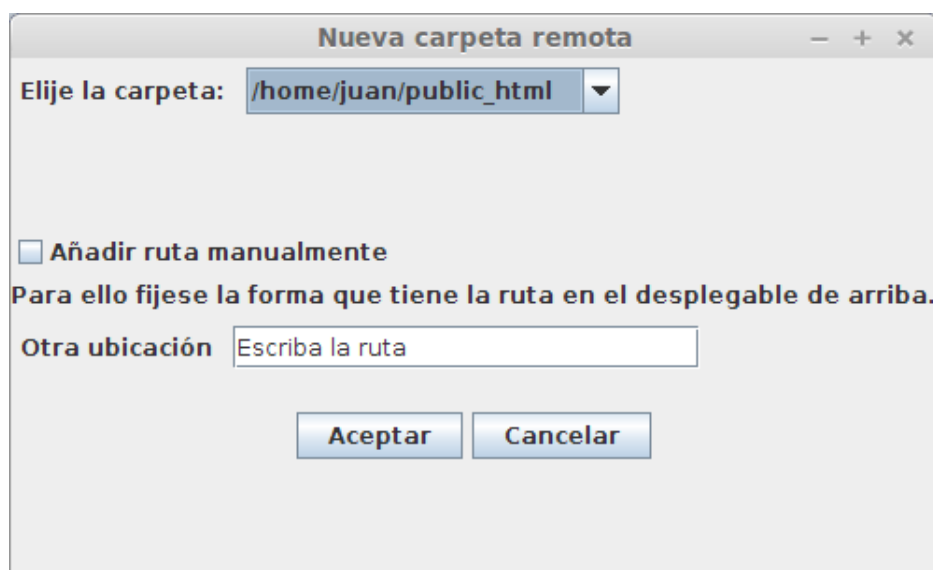 Nueva carpeta remota
Elije la carpeta: /home/juan/public_html
Añadir ruta manualmente
Para ello fijese la forma que tiene la ruta en el desplegable de arriba.
Otra ubicación Escriba la ruta
Aceptar Cancelar